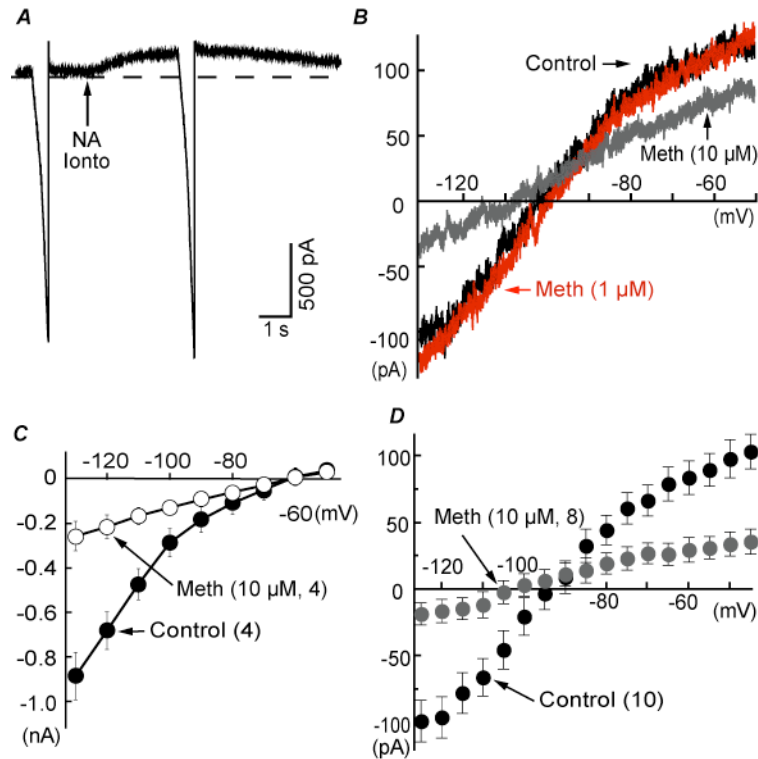 A
NA
Ionto
500 pA
1 s
B
100
50
0
-50
-100
(pA)
Control
Meth (10 µM)
-120
-80
-60
(mV)
Meth (1 µM)
C
-120
-100
-80
-60 (mV)
0
-0.2
-0.4
-0.6
-0.8
-1.0
(nA)
Meth (10 µM, 4)
Control (4)
D
100
50
0
-50
-100
(pA)
Meth (10 µM, 8)
-120
-100
-80
-60
(mV)
Control (10)